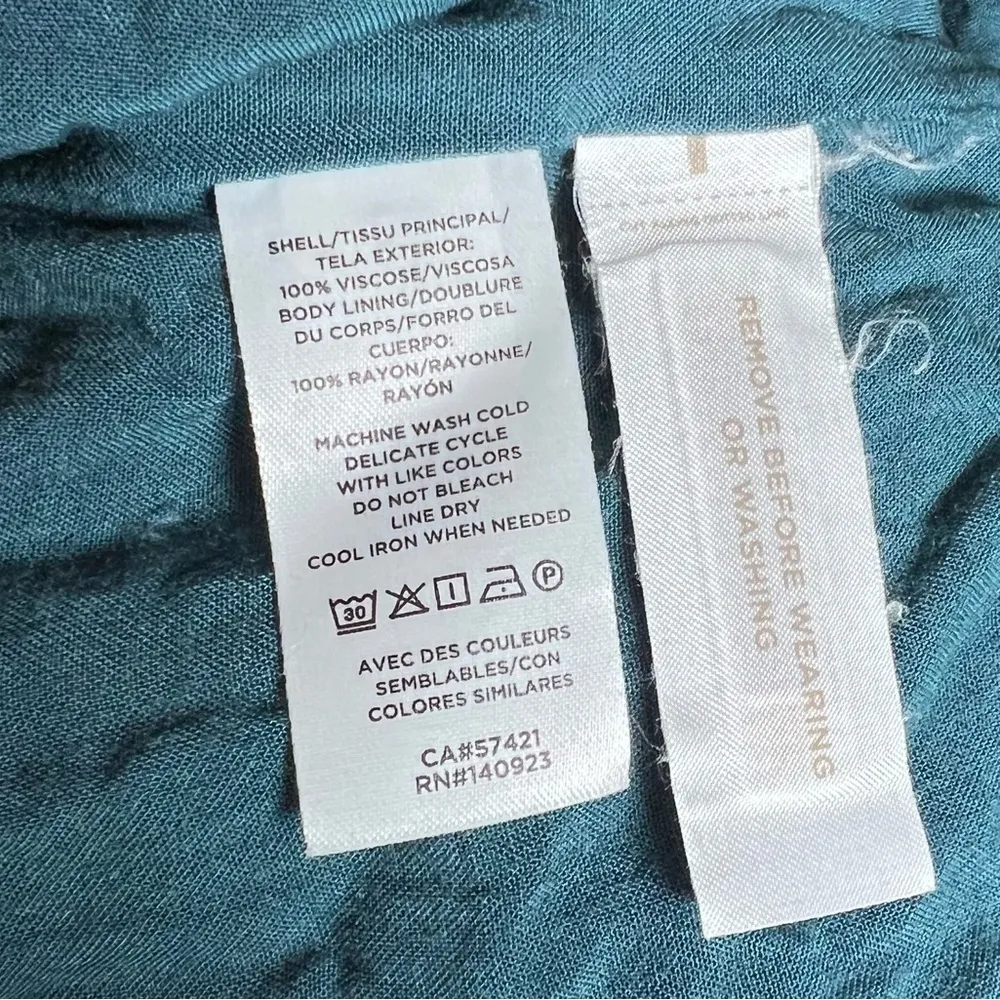 SHELL/TISSU PRINCIPAL/
TELA EXTERIOR:
100% VISCOSE/VISCOSA
BODY LINING/DOUBLURE
DU CORPS/FORRO DEL
CUERPO:
100% RAYON/RAYONNE/
RAYÓN
MACHINE WASH COLD
DELICATE CYCLE
WITH LIKE COLORS
DO NOT BLEACH
LINE DRY
COOL IRON WHEN NEEDED
30
P
AVEC DES COULEURS
SEMBLABLES/CON
COLORES SIMILARES
CA#57421
RN#140923
REMOVE BEFORE WEARING
OR WASHING